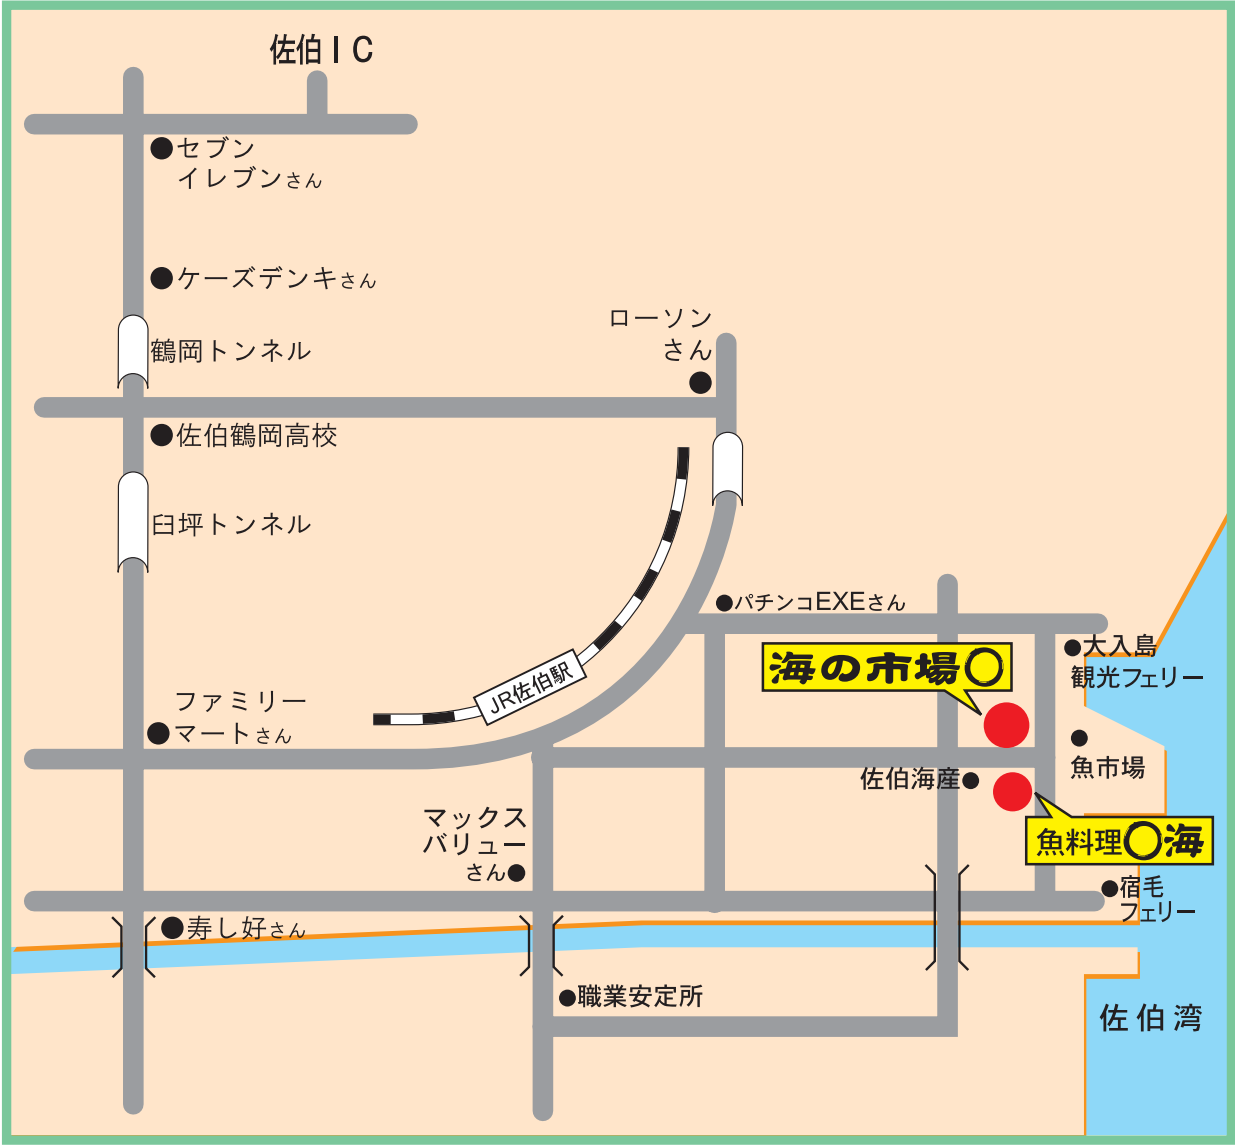 佐伯IC
セブン
イレブンさん
ケーズデンキさん
ローソン
さん
鶴岡トンネル
佐伯鶴岡高校
臼坪トンネル
パチンコEXEさん
大入島
観光フェリー
海の市場○
JR佐伯駅
ファミリー
マートさん
魚市場
佐伯海産
マックス
バリュー
さん
魚料理○海
宿毛
フェリー
寿し好さん
職業安定所
佐伯湾